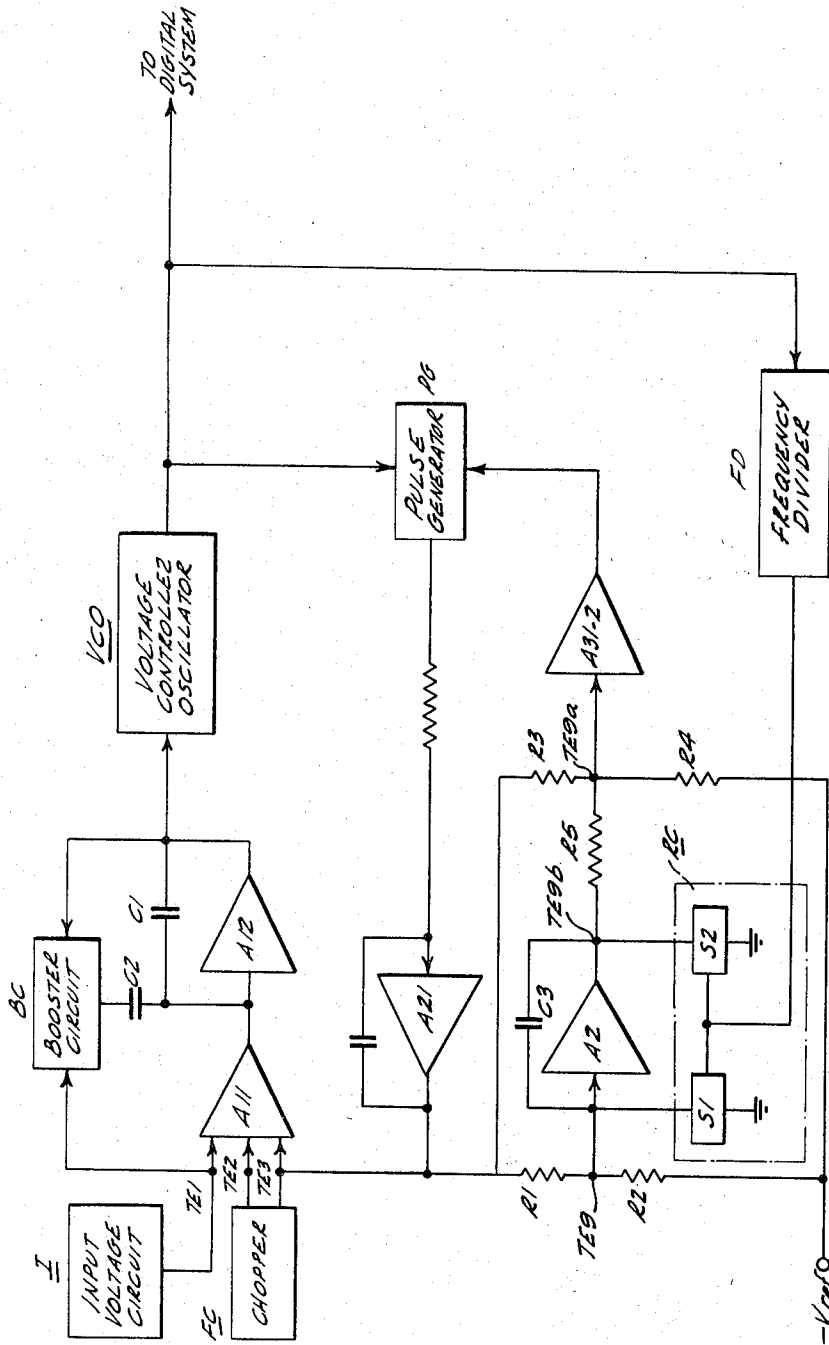 I
INPUT
VOLTAGE
CIRCUIT
FC
CHOPPER
TE1
TE2
TE3
BC
BOOSTER
CIRCUIT
C2
C1
A11
A12
VCO
VOLTAGE
CONTROLLEZ
OSCILLATOR
TO
DIGITAL
SYSTEM
PULSE
GENERATOR
PG
A21
R1
TE9
R2
C3
A2
TE9b
R5
R3
TE9a
R4
A31-2
RC
S1
S2
FD
FREQUENCY
DIVIDER
-Vref